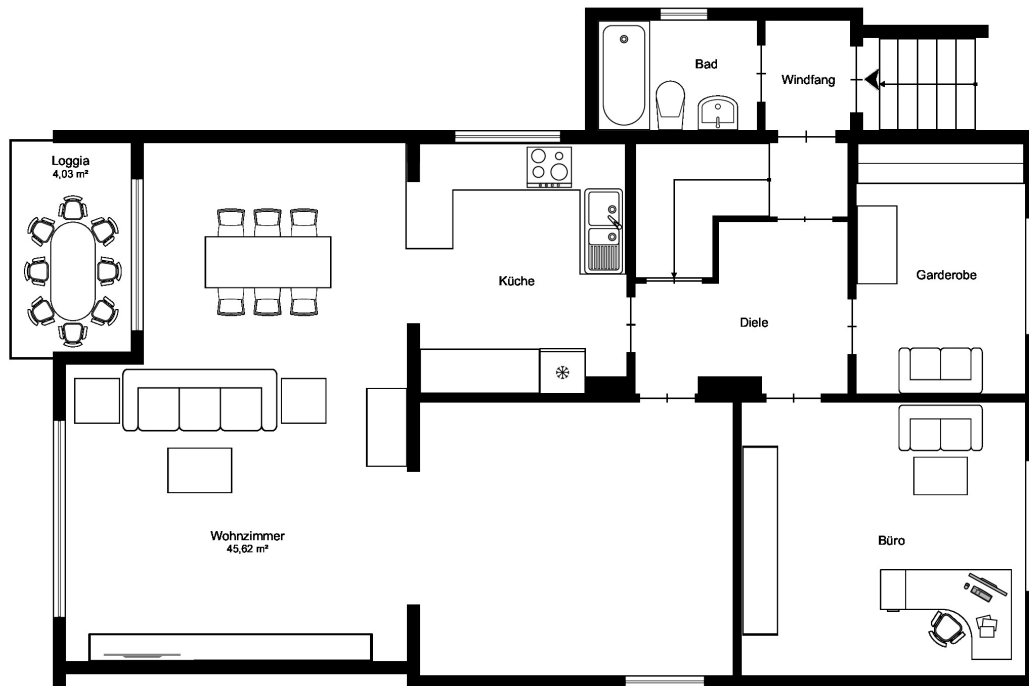 Bad
Windfang
Loggia
4,03 m²
Küche
Garderobe
Diele
Wohnzimmer
45,62 m²
Büro